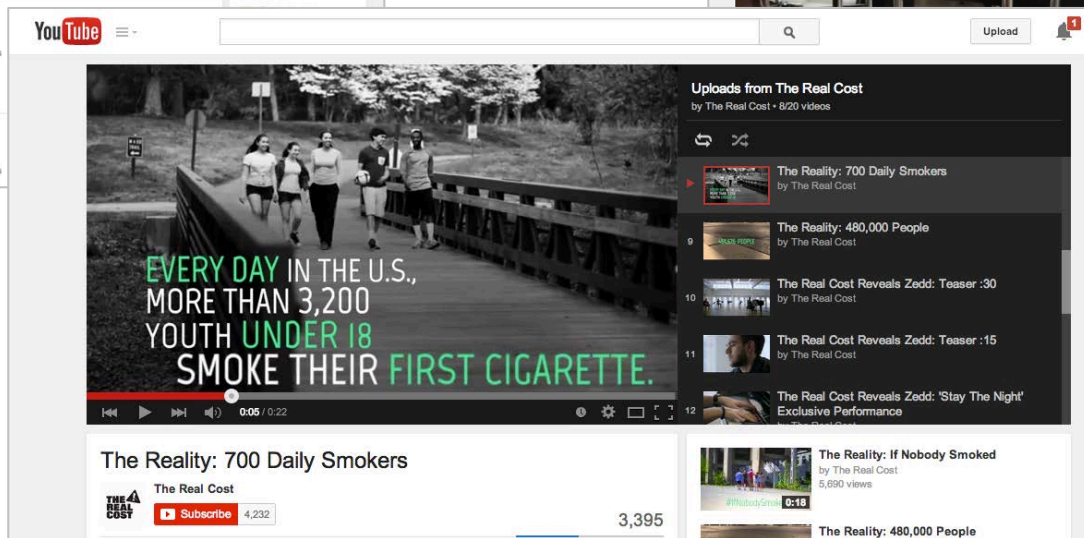 YouTube
Upload
1
EVERY DAY IN THE U.S.,
MORE THAN 3,200
YOUTH UNDER 18
SMOKE THEIR FIRST CIGARETTE.
0:05 / 0:22
Uploads from The Real Cost
by The Real Cost • 8/20 videos
The Reality: 700 Daily Smokers
by The Real Cost
9
The Reality: 480,000 People
by The Real Cost
10
The Real Cost Reveals Zedd: Teaser :30
by The Real Cost
11
The Real Cost Reveals Zedd: Teaser :15
by The Real Cost
12
The Real Cost Reveals Zedd: 'Stay The Night'
Exclusive Performance
by The Real Cost
The Reality: 700 Daily Smokers
THE
REAL
COST
The Real Cost
Subscribe 4,232
3,395
0:18
The Reality: If Nobody Smoked
by The Real Cost
5,690 views
The Reality: 480,000 People